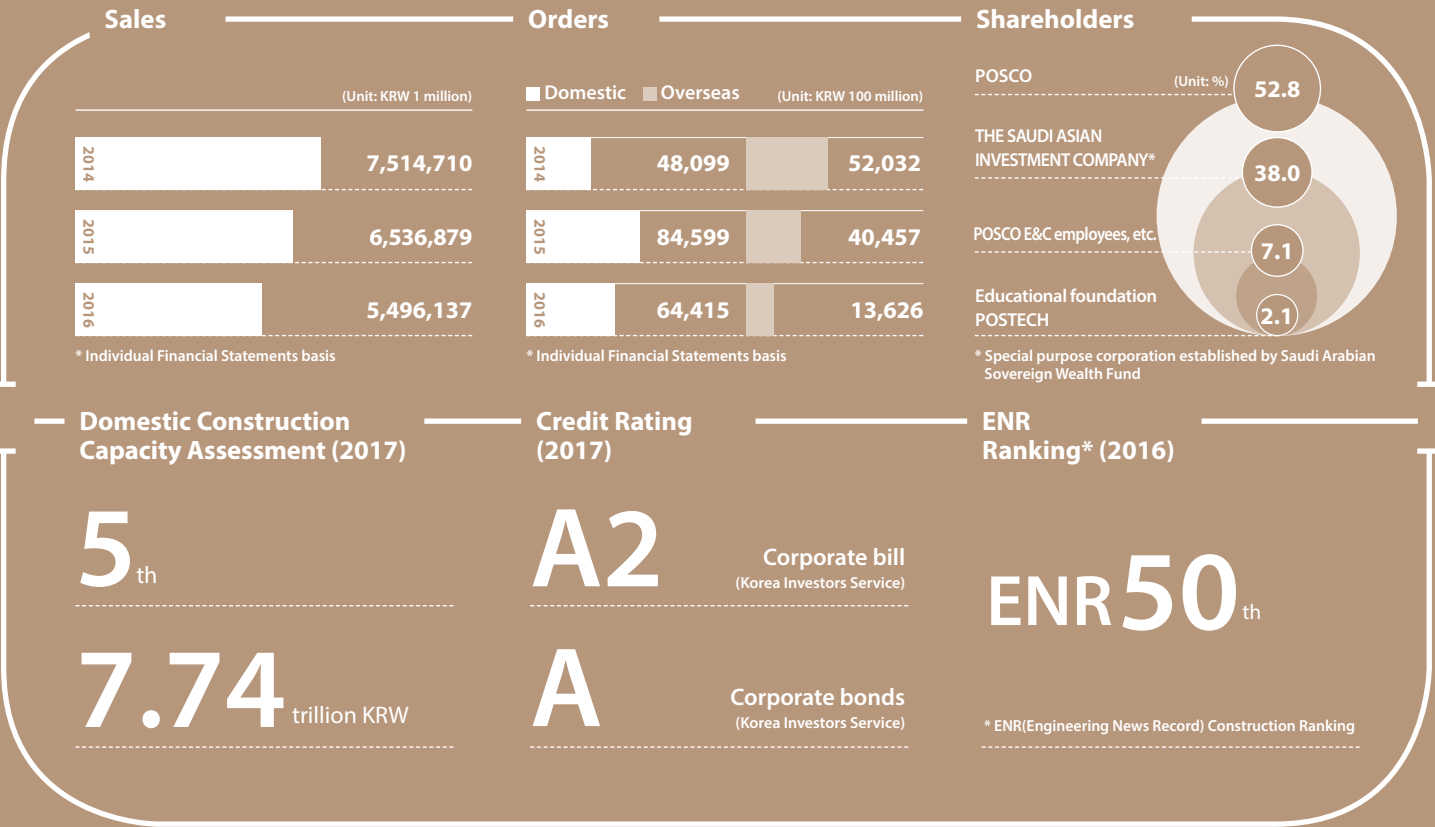 Sales
(Unit: KRW 1 million)
2014 7,514,710
2015 6,536,879
2016 5,496,137
* Individual Financial Statements basis
Orders
Domestic Overseas (Unit: KRW 100 million)
2014 48,099 52,032
2015 84,599 40,457
2016 64,415 13,626
* Individual Financial Statements basis
Shareholders
POSCO (Unit: %) 52.8
THE SAUDI ASIAN
INVESTMENT COMPANY* 38.0
POSCO E&C employees, etc. 7.1
Educational foundation
POSTECH 2.1
* Special purpose corporation established by Saudi Arabian
Sovereign Wealth Fund
Domestic Construction
Capacity Assessment (2017)
5th
7.74 trillion KRW
Credit Rating
(2017)
A2 Corporate bill
(Korea Investors Service)
A Corporate bonds
(Korea Investors Service)
ENR
Ranking* (2016)
ENR 50th
* ENR(Engineering News Record) Construction Ranking